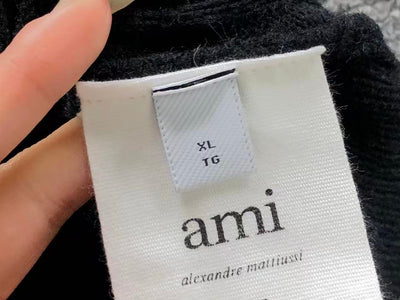 XL
TG
ami
alexandre mattiussi